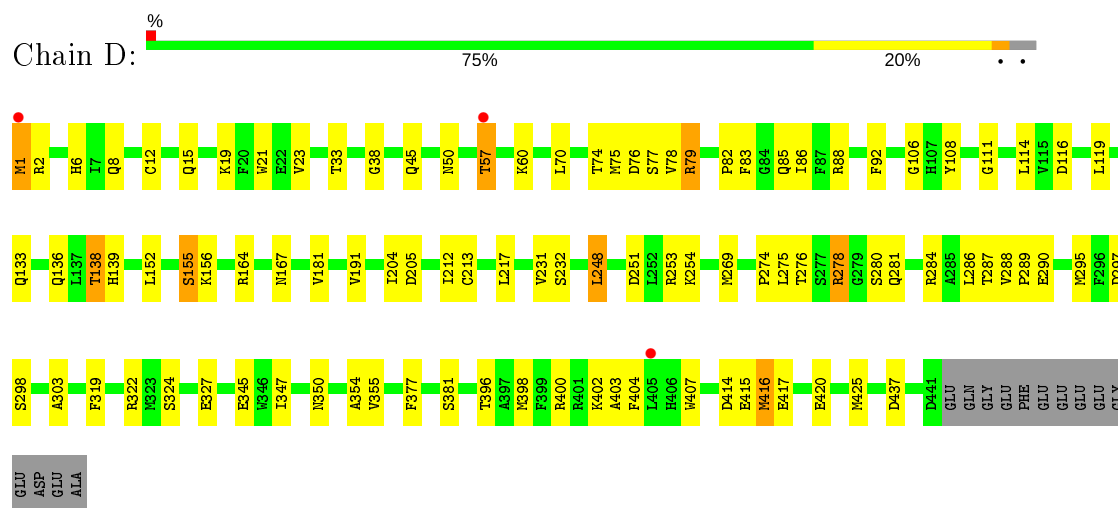 %
Chain D:
75% 20% • •
M1 R2 H6 I7 Q8 C12 Q15 K19 F20 W21 E22 V23 T33 G38 Q45 N50 T57 K60 L70 T74 M75 D76 S77 V78 R79 P82 F83 G84 Q85 I86 F87 R88 F92 G106 H107 Y108 G111 L114 V115 D116 L119
Q133 Q136 L137 T138 H139 L152 S155 K156 R164 N167 V181 V191 I204 D205 I212 C213 L217 V231 S232 L248 D251 L252 R253 K254 M269 P274 L275 T276 S277 R278 G279 S280 Q281 R284 A285 L286 T287 V288 P289 E290 M295 F296 D297
S298 A303 F319 R322 M323 S324 E327 E345 W346 I347 N350 A354 V355 F377 S381 T396 A397 M398 F399 R400 R401 K402 A403 F404 L405 H406 W407 D414 E415 M416 E417 E420 M425 D437 D441 GLU GLN GLY GLU PHE GLU GLU GLU GLU GLY
GLU ASP GLU ALA